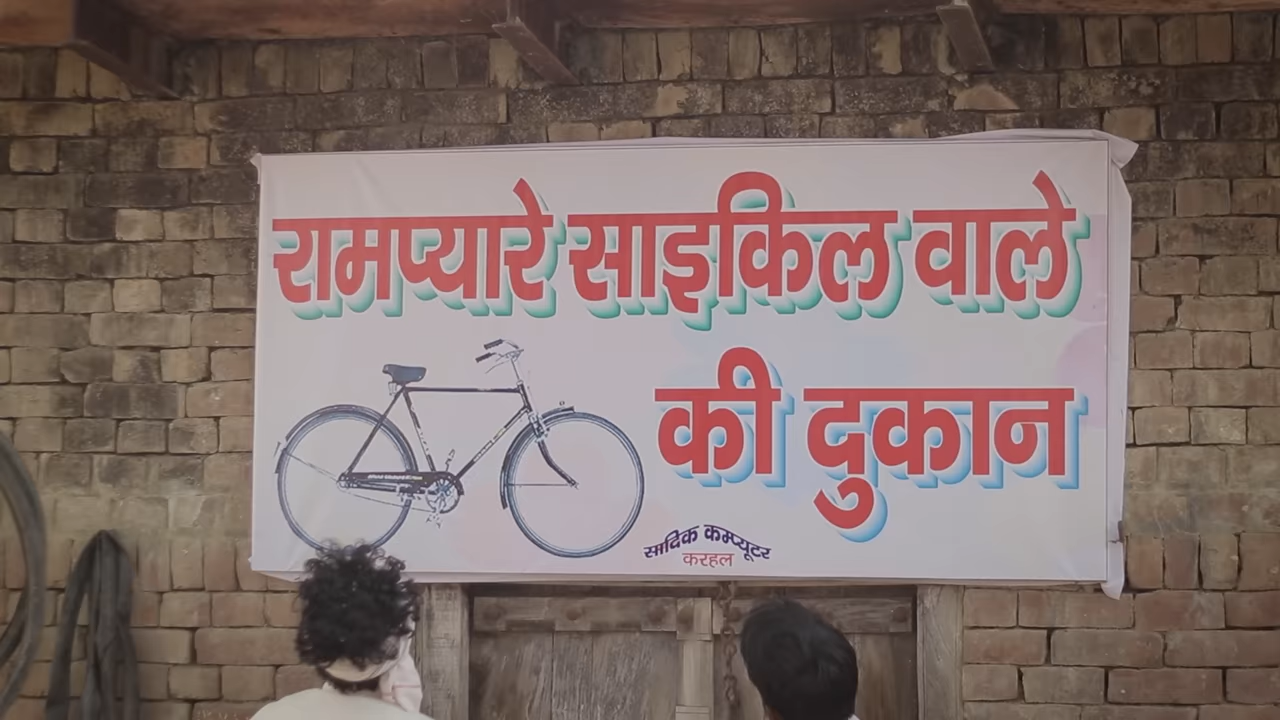 रामप्यारे साइकिल वाले
की दुकान
सादिक कम्प्यूटर
करहल